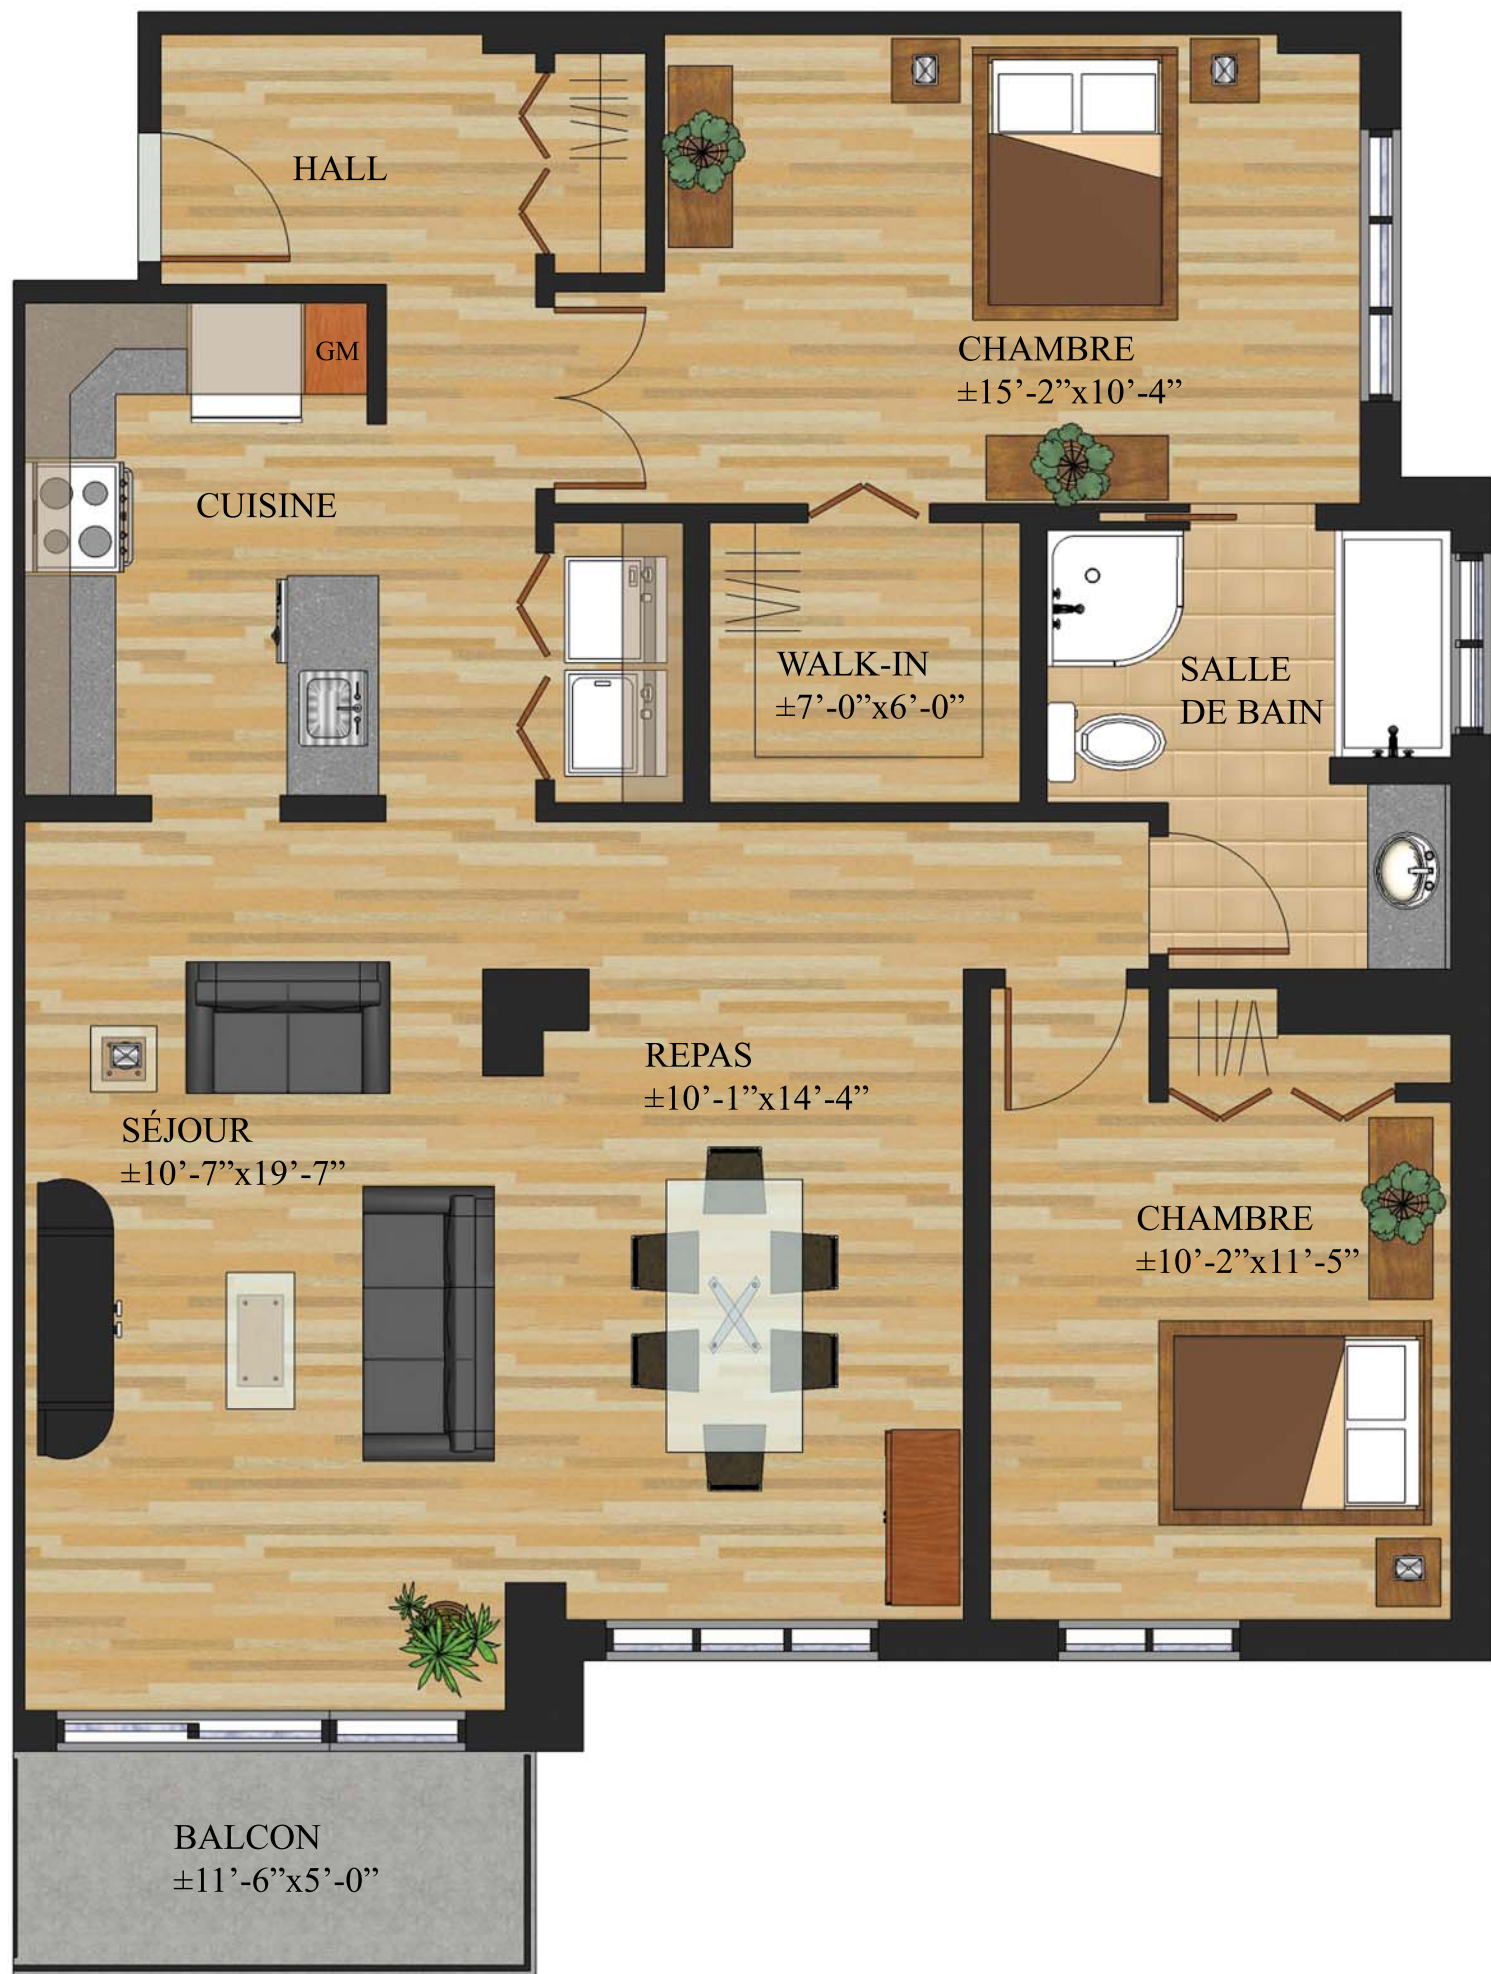 HALL
GM
CHAMBRE
±15’-2”x10’-4”
CUISINE
WALK-IN
±7’-0”x6’-0”
SALLE
DE BAIN
REPAS
±10’-1”x14’-4”
SÉJOUR
±10’-7”x19’-7”
CHAMBRE
±10’-2”x11’-5”
BALCON
±11’-6”x5’-0”